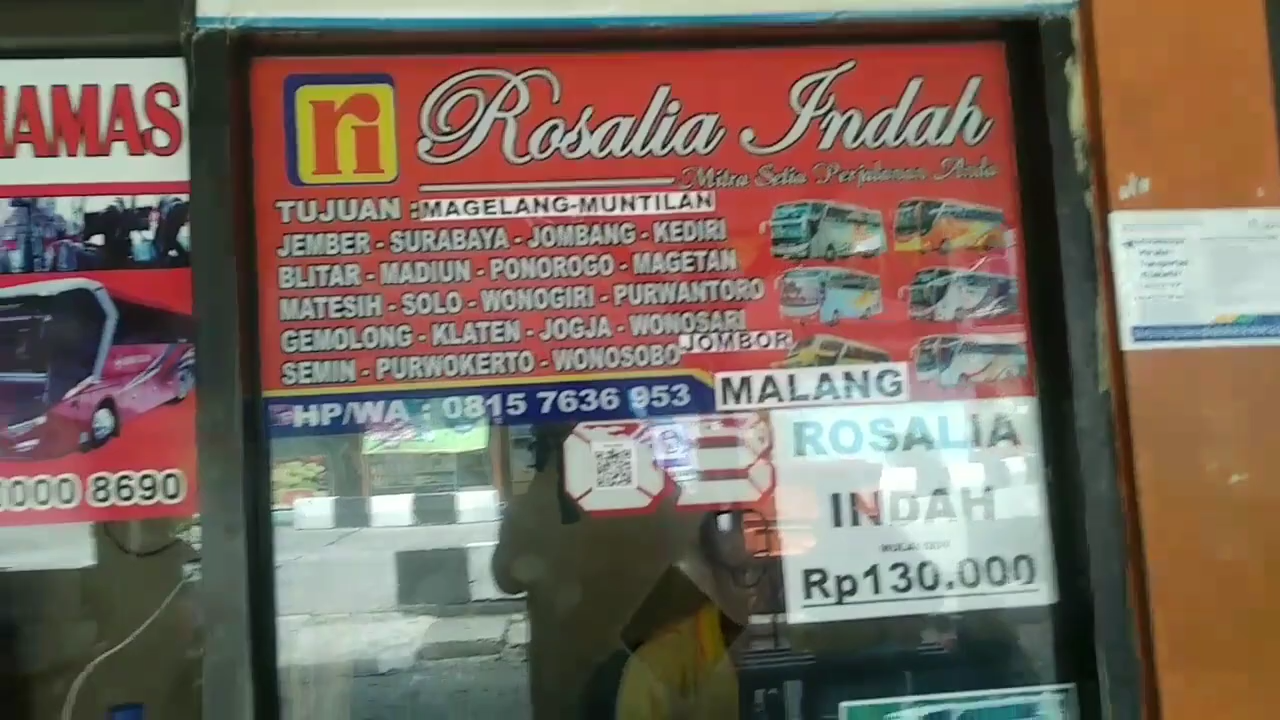 AMAS
000 8690
ri
Rosalia Indah
Mitra Setia Perjalanan Anda
TUJUAN : MAGELANG-MUNTILAN
JEMBER - SURABAYA - JOMBANG - KEDIRI
BLITAR - MADIUN - PONOROGO - MAGETAN
MATESIH - SOLO - WONOGIRI - PURWANTORO
GEMOLONG - KLATEN - JOGJA - WONOSARI
SEMIN - PURWOKERTO - WONOSOBO
JOMBOR
HP/WA : 0815 7636 953
MALANG
ROSALIA
INDAH
Rp130.000